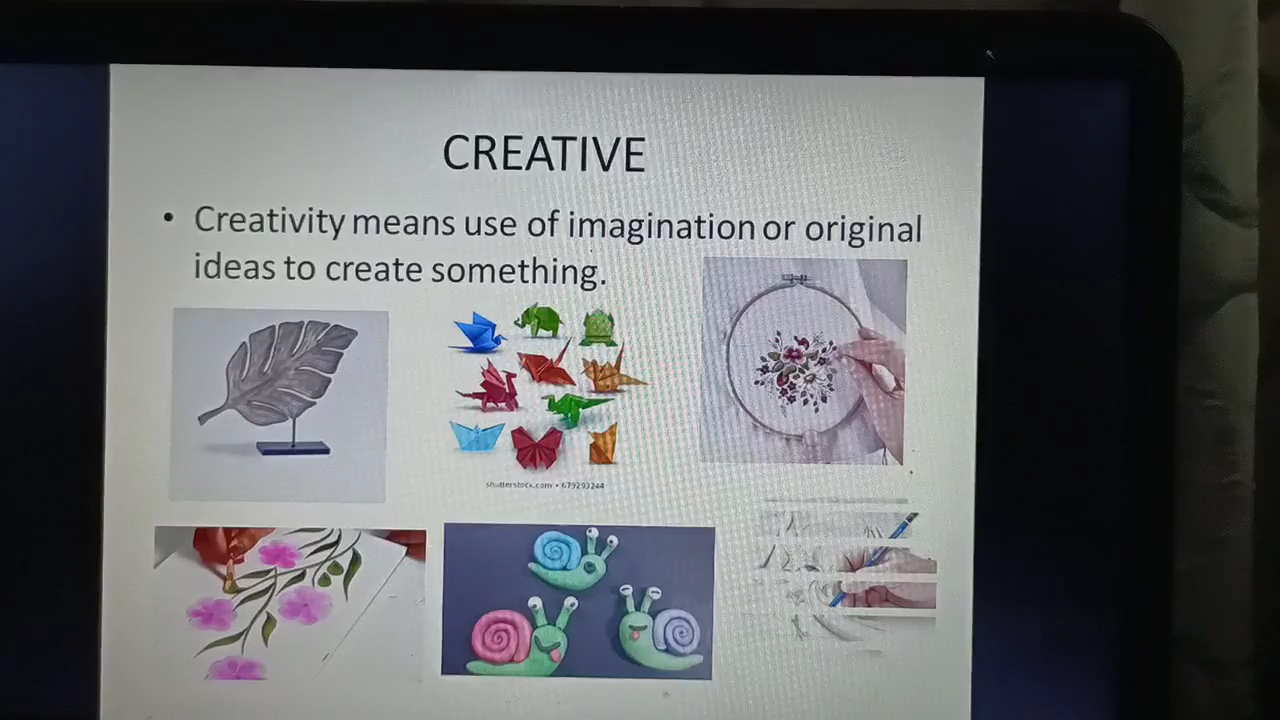 CREATIVE
• Creativity means use of imagination or original
ideas to create something.
shutterstock.com • 679293244